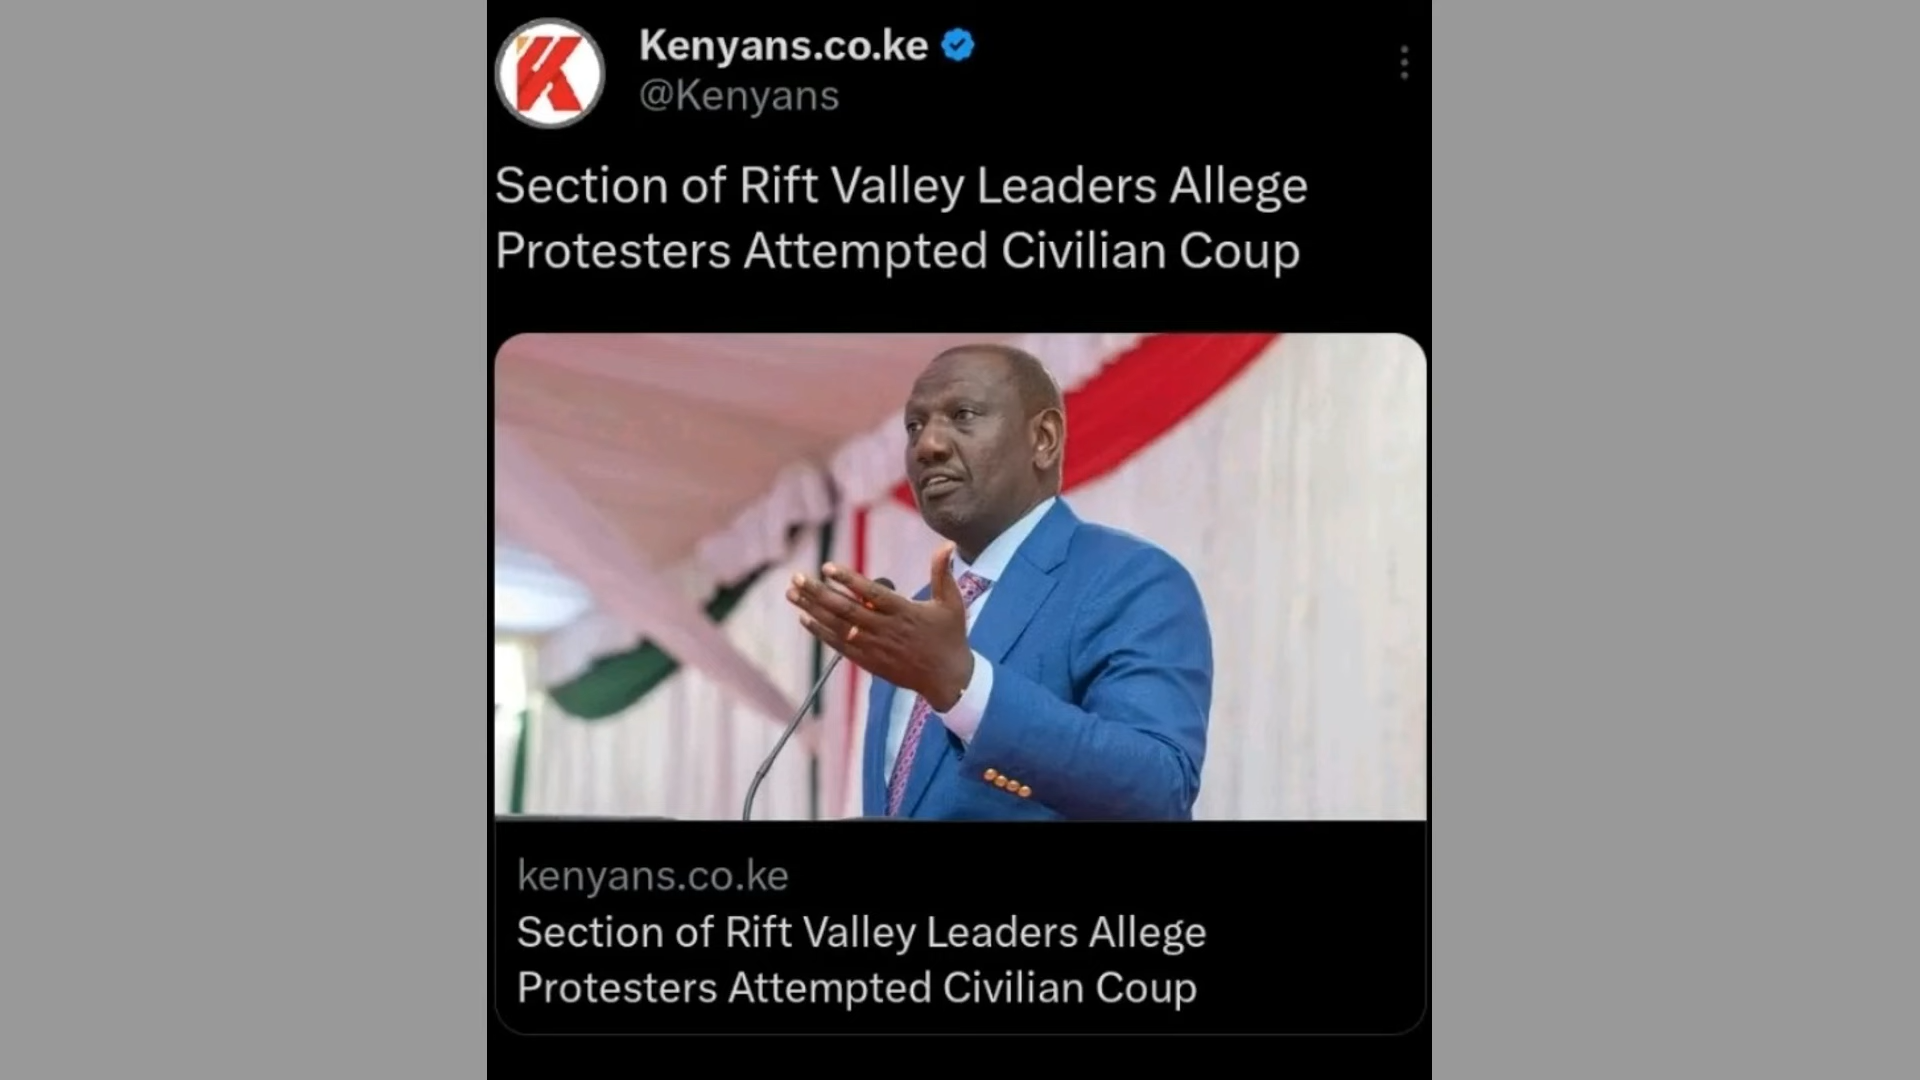 Kenyans.co.ke
@Kenyans
Section of Rift Valley Leaders Allege
Protesters Attempted Civilian Coup
kenyans.co.ke
Section of Rift Valley Leaders Allege
Protesters Attempted Civilian Coup